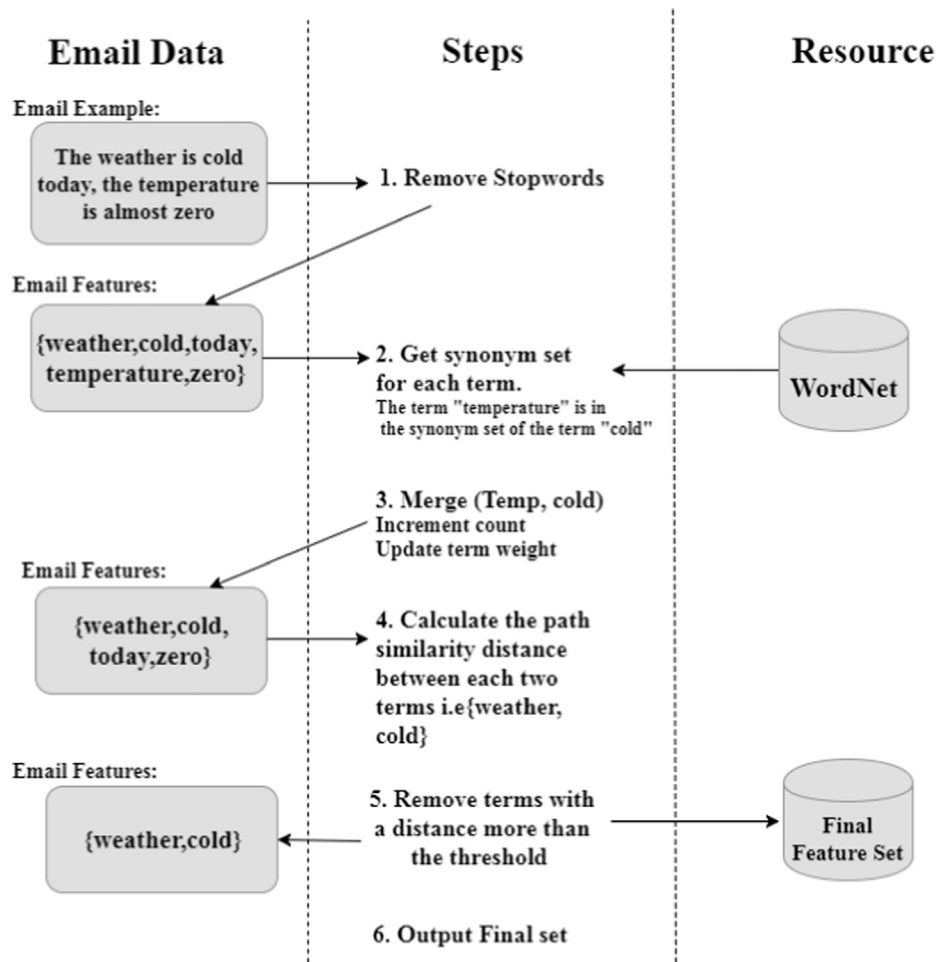 Email Data
Steps
Resource
Email Example:
The weather is cold
today, the temperature
is almost zero
1. Remove Stopwords
Email Features:
{weather,cold,today,
temperature,zero}
2. Get synonym set
for each term.
The term "temperature" is in
the synonym set of the term "cold"
WordNet
3. Merge (Temp, cold)
Increment count
Update term weight
Email Features:
{weather,cold,
today,zero}
4. Calculate the path
similarity distance
between each two
terms i.e{weather,
cold}
Email Features:
{weather,cold}
5. Remove terms with
a distance more than
the threshold
Final
Feature Set
6. Output Final set